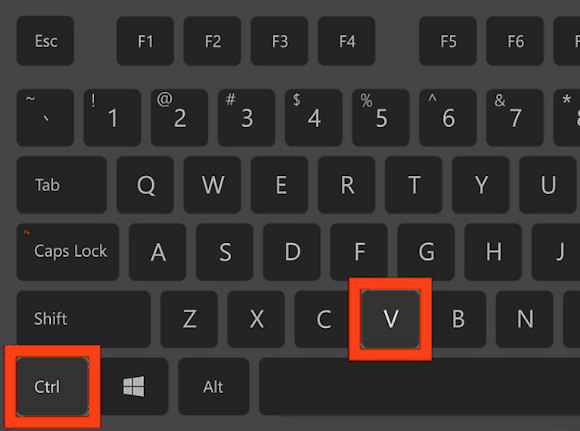 Esc F1 F2 F3 F4 F5 F6 F
~ ! @ # $ % ^ & *
` 1 2 3 4 5 6 7
Tab Q W E R T Y U
Caps Lock A S D F G H J
Shift Z X C V B N
Ctrl Alt